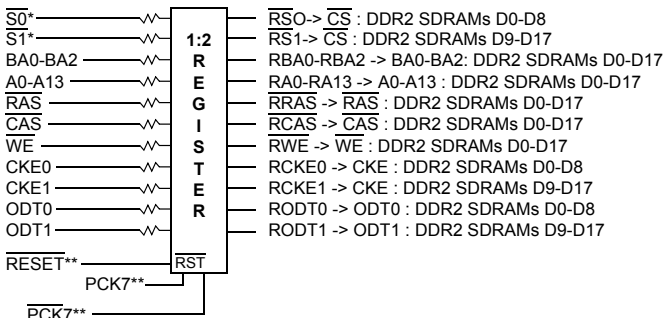 S0*
S1*
BA0-BA2
A0-A13
RAS
CAS
WE
CKE0
CKE1
ODT0
ODT1
RESET**
PCK7**
PCK7**
1:2
R
E
G
I
S
T
E
R
RST
RSO-> CS : DDR2 SDRAMs D0-D8
RS1-> CS : DDR2 SDRAMs D9-D17
RBA0-RBA2 -> BA0-BA2: DDR2 SDRAMs D0-D17
RA0-RA13 -> A0-A13 : DDR2 SDRAMs D0-D17
RRAS -> RAS : DDR2 SDRAMs D0-D17
RCAS -> CAS : DDR2 SDRAMs D0-D17
RWE -> WE : DDR2 SDRAMs D0-D17
RCKE0 -> CKE : DDR2 SDRAMs D0-D8
RCKE1 -> CKE : DDR2 SDRAMs D9-D17
RODT0 -> ODT0 : DDR2 SDRAMs D0-D8
RODT1 -> ODT1 : DDR2 SDRAMs D9-D17